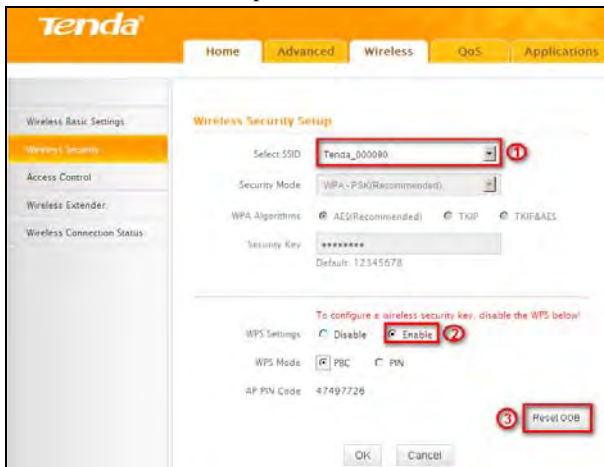 Tenda
Home Advanced Wireless QoS Applications
Wireless Basic Settings
Wireless Security
Access Control
Wireless Extender
Wireless Connection Status
Wireless Security Setup
Select SSID Tenda_000090 1
Security Mode WPA - PSK(Recommended)
WPA Algorithms AES(Recommended) TKIP TKIP&AES
Security Key ********
Default: 12345678
To configure a wireless security key, disable the WPS below!
WPS Settings Disable Enable 2
WPS Mode PBC PIN
AP PIN Code 47497726
3 Reset OOB
OK Cancel